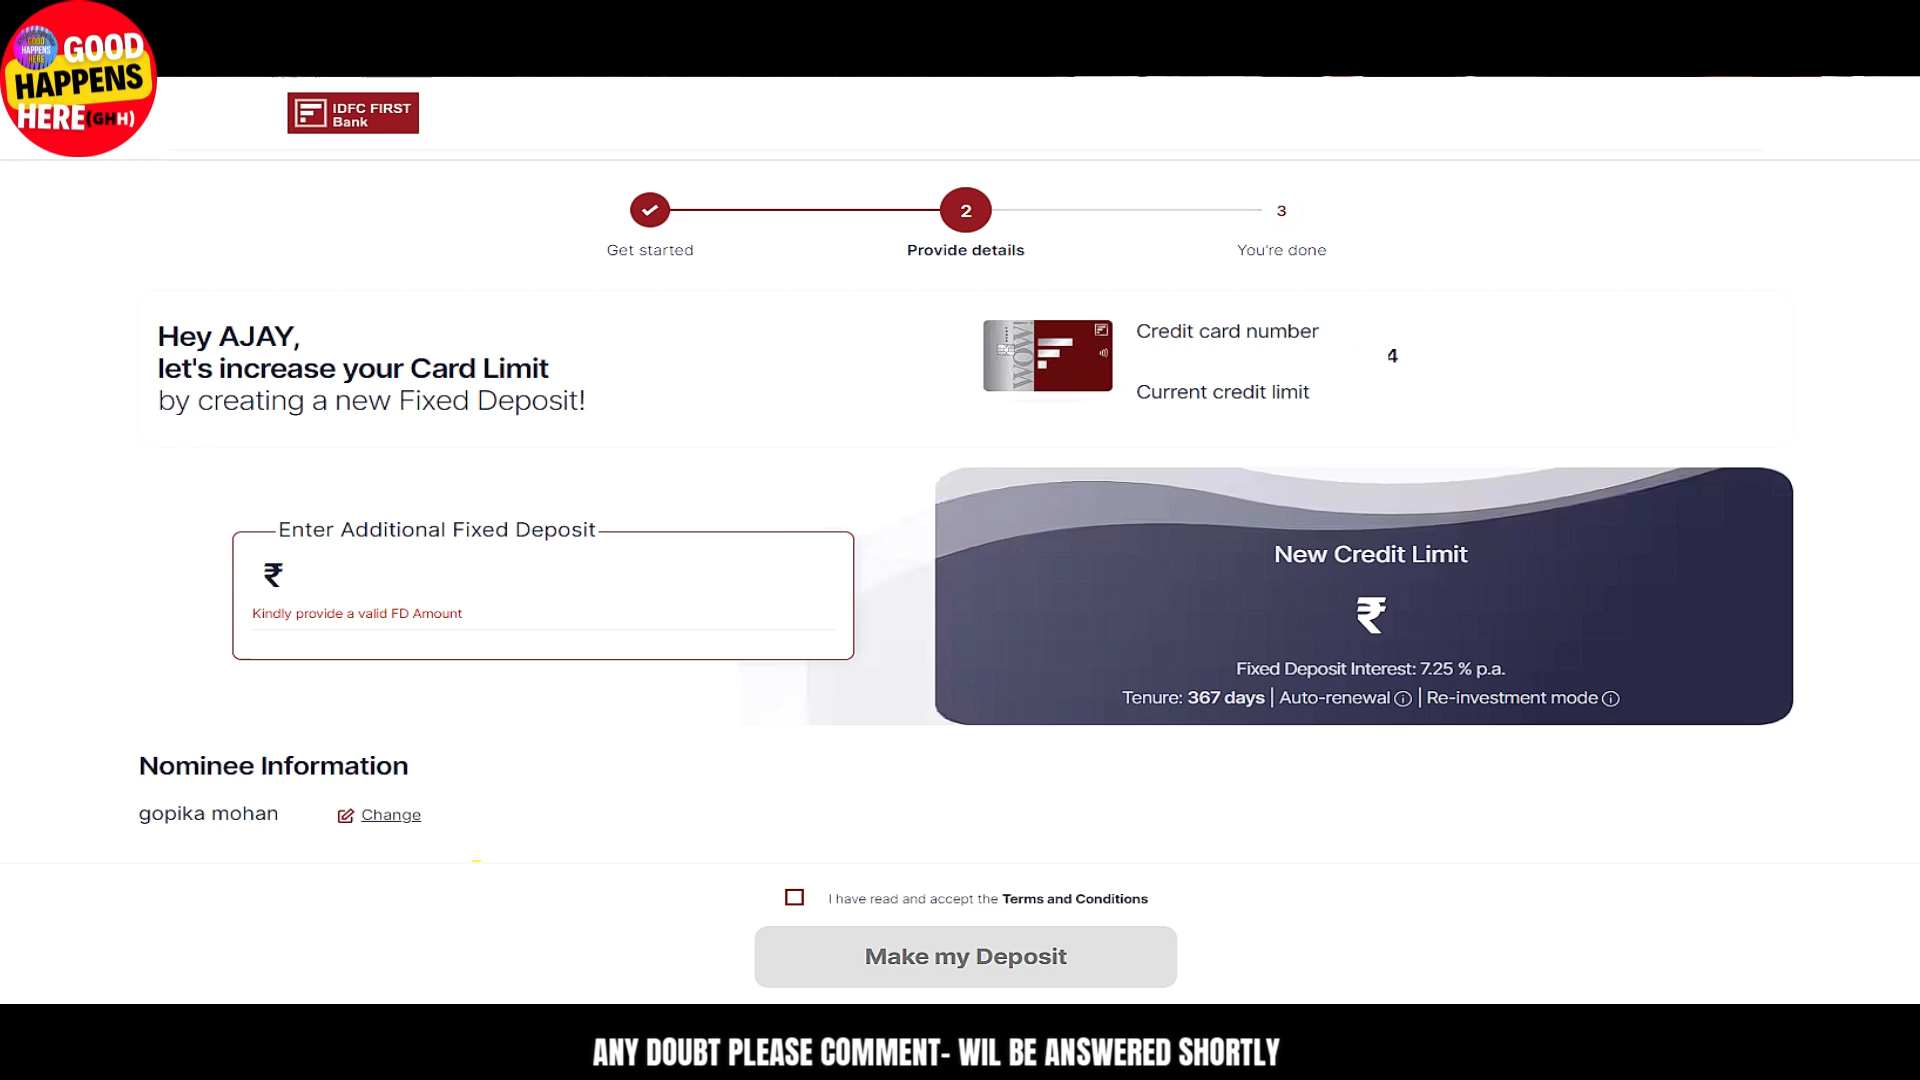 GOOD
HAPPENS
HERE
GOOD
HAPPENS
HERE(GHH)
IDFC FIRST
Bank
2
3
Get started
Provide details
You're done
Hey AJAY,
let's increase your Card Limit
by creating a new Fixed Deposit!
WOW!
Credit card number
4
Current credit limit
Enter Additional Fixed Deposit
₹
Kindly provide a valid FD Amount
New Credit Limit
₹
Fixed Deposit Interest: 7.25 % p.a.
Tenure: 367 days | Auto-renewal | Re-investment mode
Nominee Information
gopika mohan
Change
I have read and accept the Terms and Conditions
Make my Deposit
ANY DOUBT PLEASE COMMENT- WIL BE ANSWERED SHORTLY